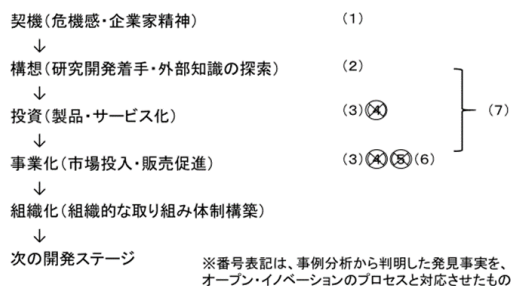 契機(危機感・企業家精神) (1)
↓
構想(研究開発着手・外部知識の探索) (2)
↓
投資(製品・サービス化) (3)④ (7)
↓
事業化(市場投入・販売促進) (3)④⑤(6)
↓
組織化(組織的な取り組み体制構築)
↓
次の開発ステージ
※番号表記は、事例分析から判明した発見事実を、
オープン・イノベーションのプロセスと対応させたもの